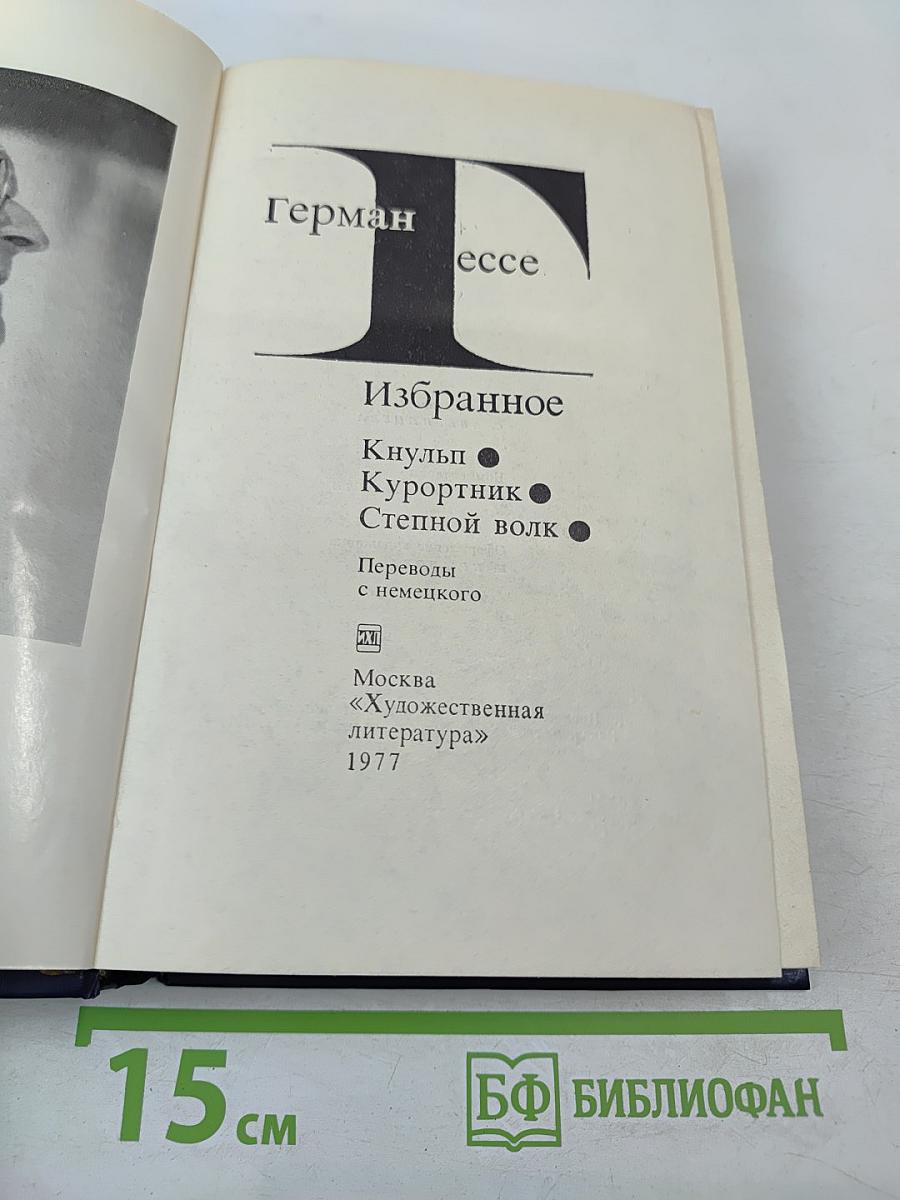 Герман
Гессе
Избранное
Кнульп ●
Курортник ●
Степной волк ●
Переводы
с немецкого
ИХЛ
Москва
«Художественная
литература»
1977
15 см
БФ БИБЛИОФАН